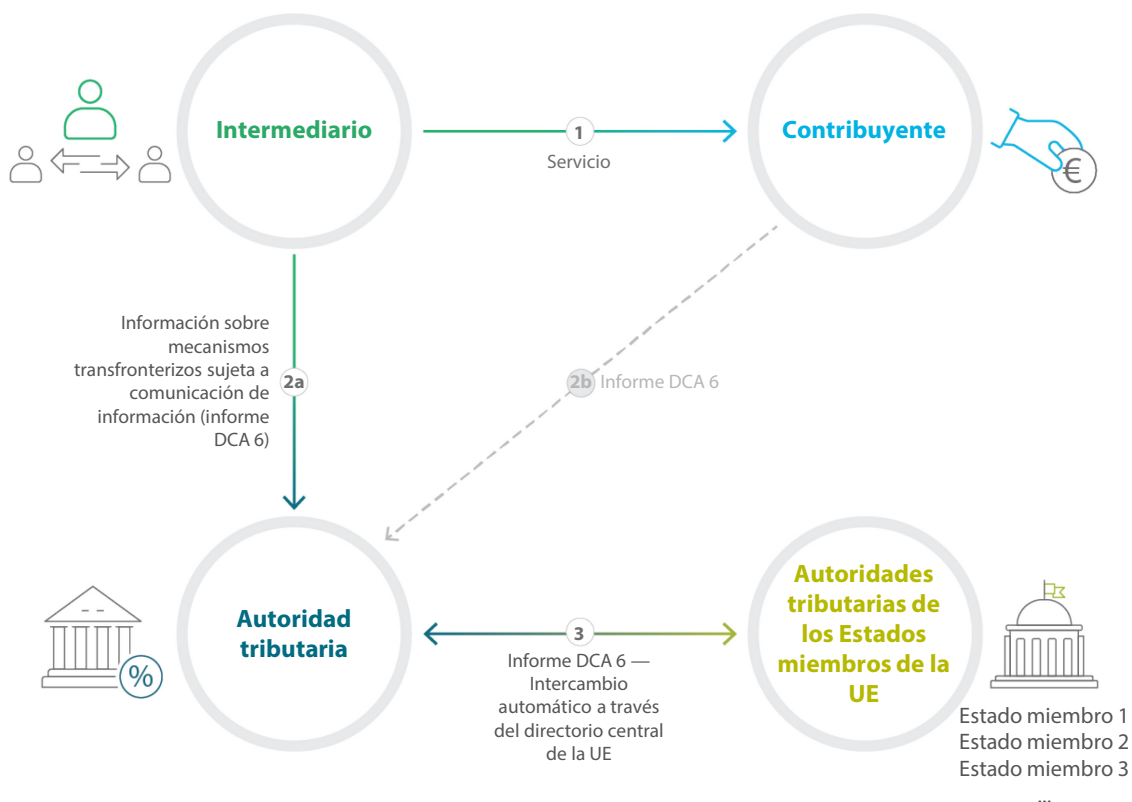 Intermediario
1
Servicio
Contribuyente
€
Información sobre
mecanismos
transfronterizos sujeta a
comunicación de
información (informe
DCA 6)
2a
2b Informe DCA 6
Autoridad
tributaria
%
3
Informe DCA 6 —
Intercambio
automático a través
del directorio central
de la UE
Autoridades
tributarias de
los Estados
miembros de la
UE
Estado miembro 1
Estado miembro 2
Estado miembro 3
...